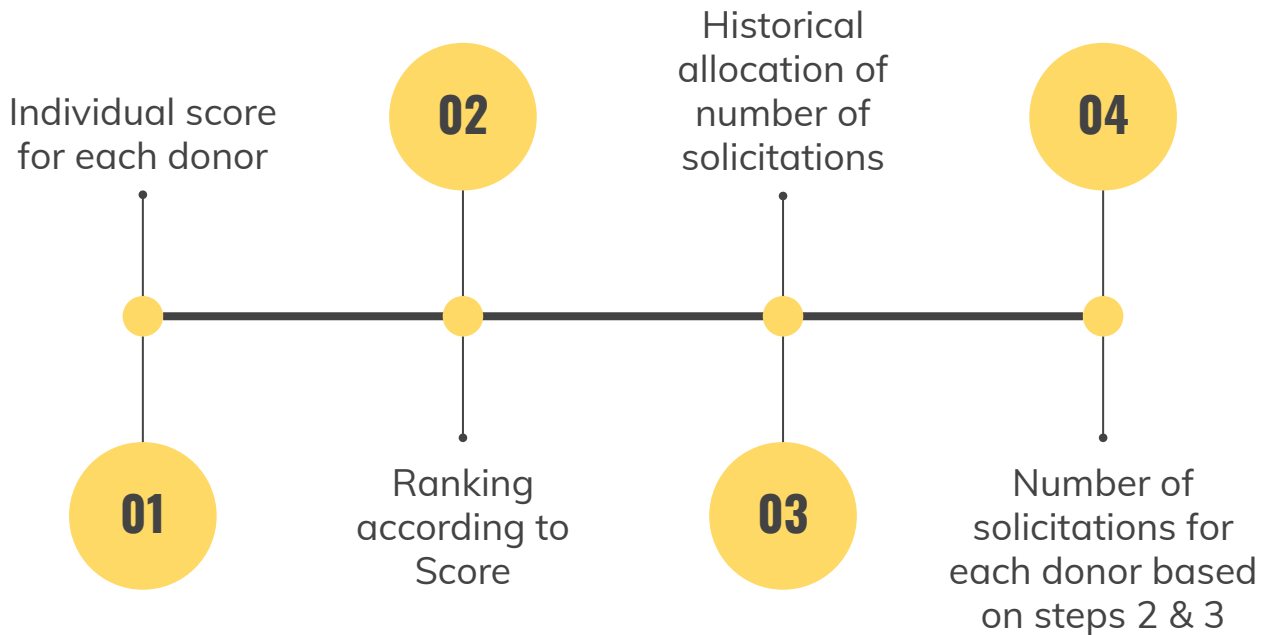 Individual score
for each donor
01
02
Ranking
according to
Score
Historical
allocation of
number of
solicitations
03
04
Number of
solicitations for
each donor based
on steps 2 & 3